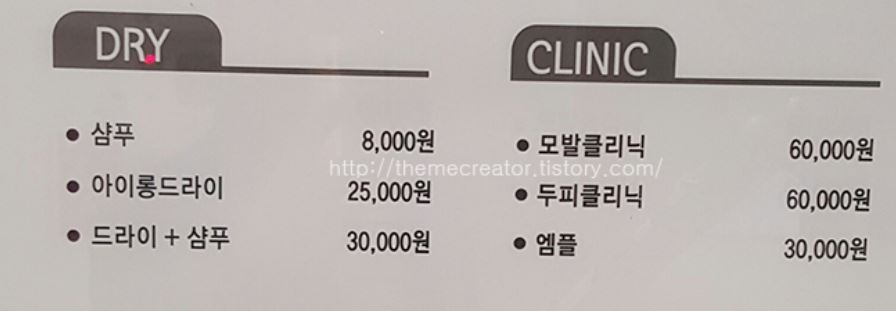 DRY
• 샴푸 8,000원
• 아이롱드라이 25,000원
• 드라이 + 샴푸 30,000원
CLINIC
• 모발클리닉 60,000원
• 두피클리닉 60,000원
• 엠플 30,000원
http://themecreator.tistory.com/